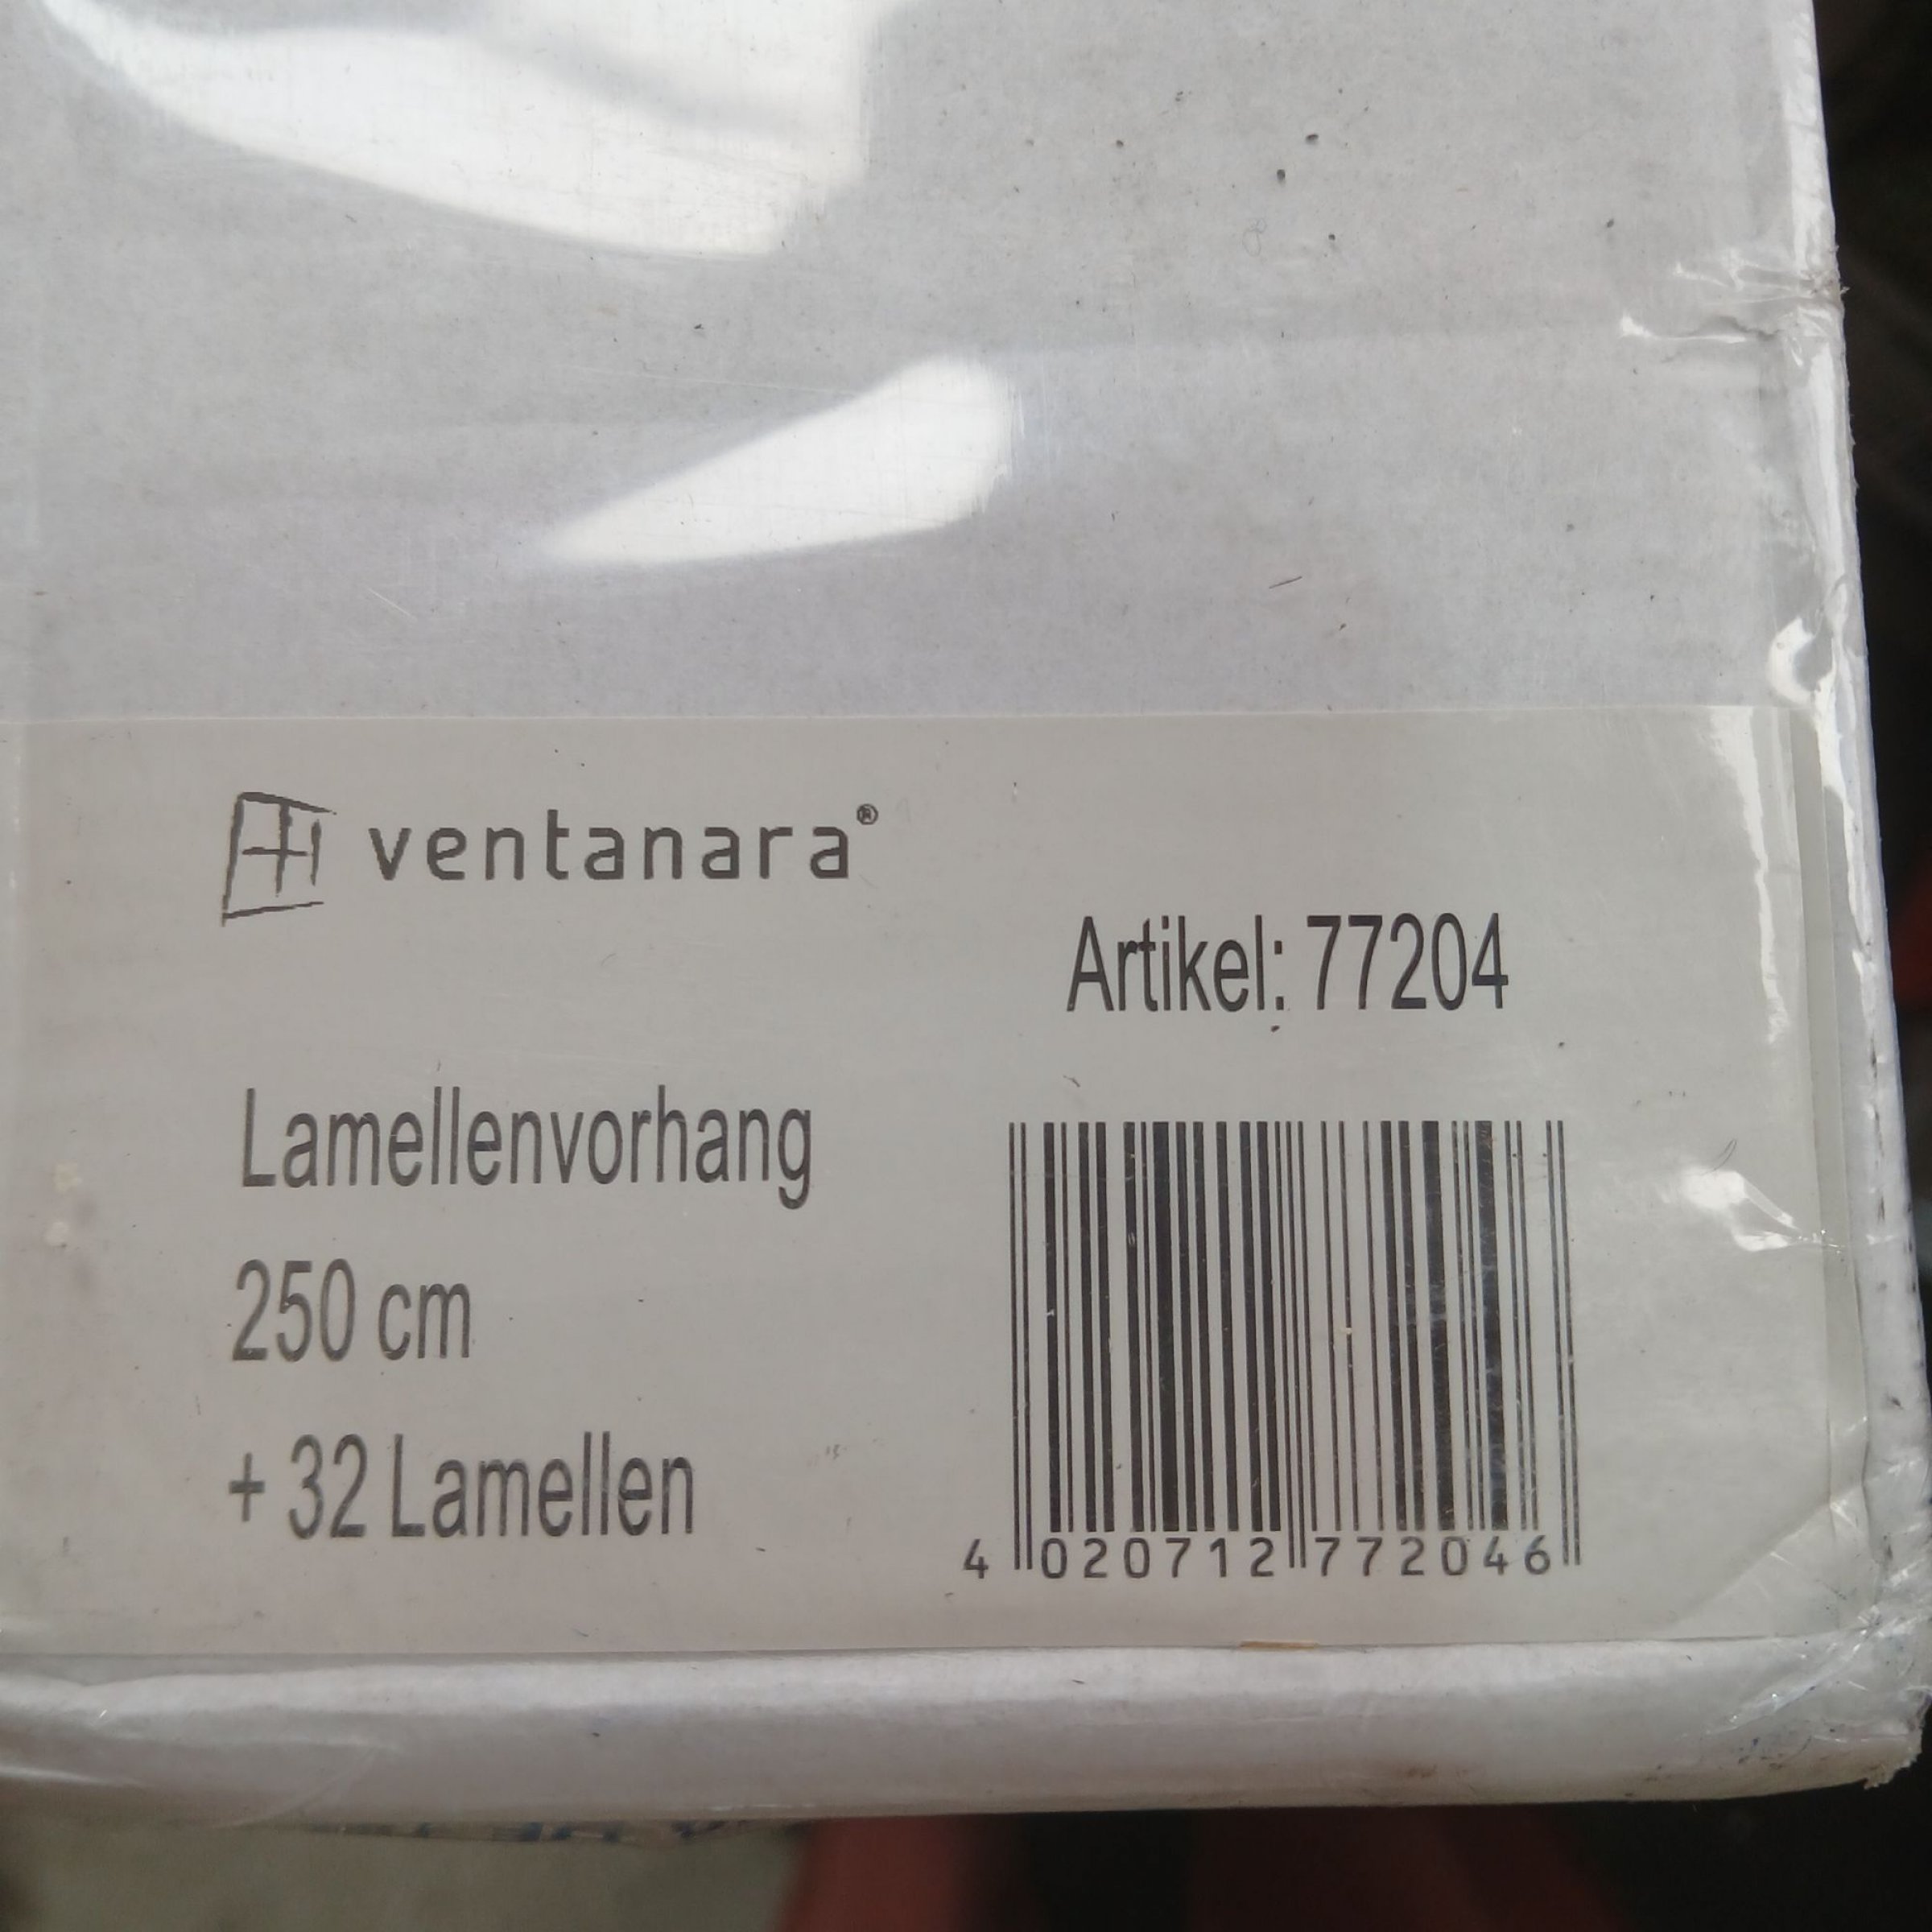 ventanara®
Artikel: 77204
Lamellenvorhang
250 cm
+ 32 Lamellen
4 020712 772046